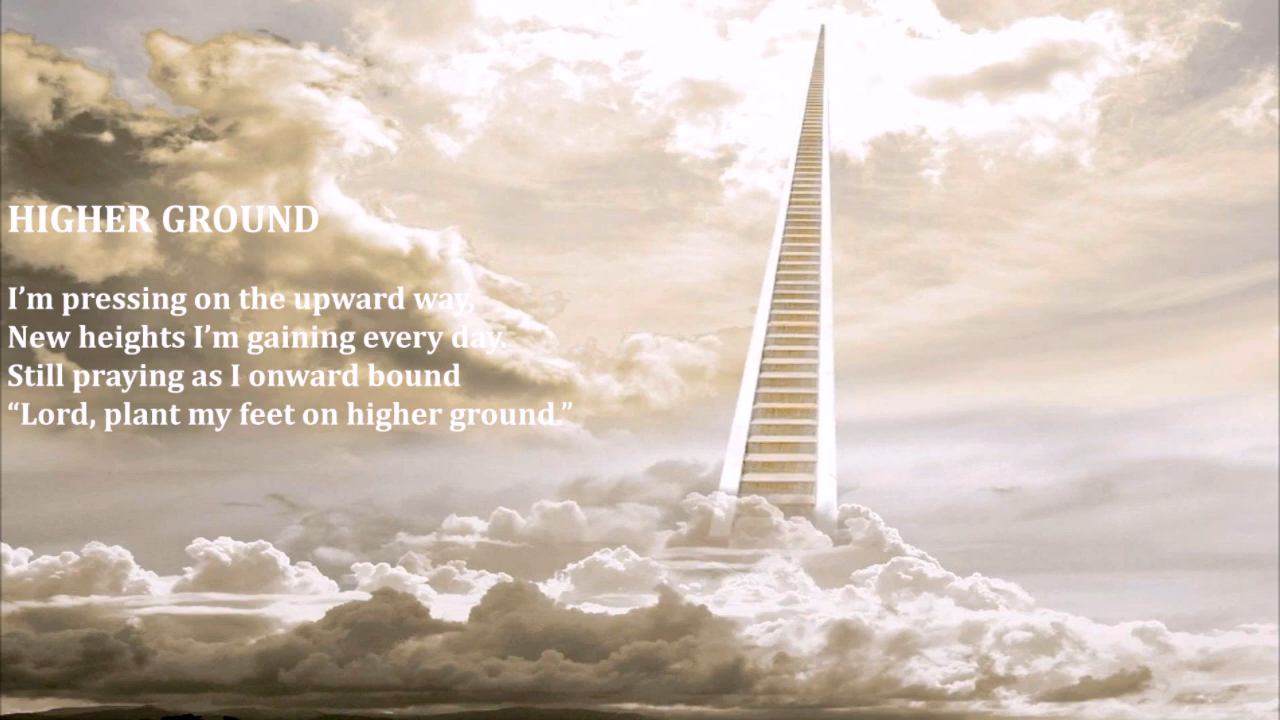 HIGHER GROUND
I’m pressing on the upward way,
New heights I’m gaining every day.
Still praying as I onward bound
“Lord, plant my feet on higher ground.”